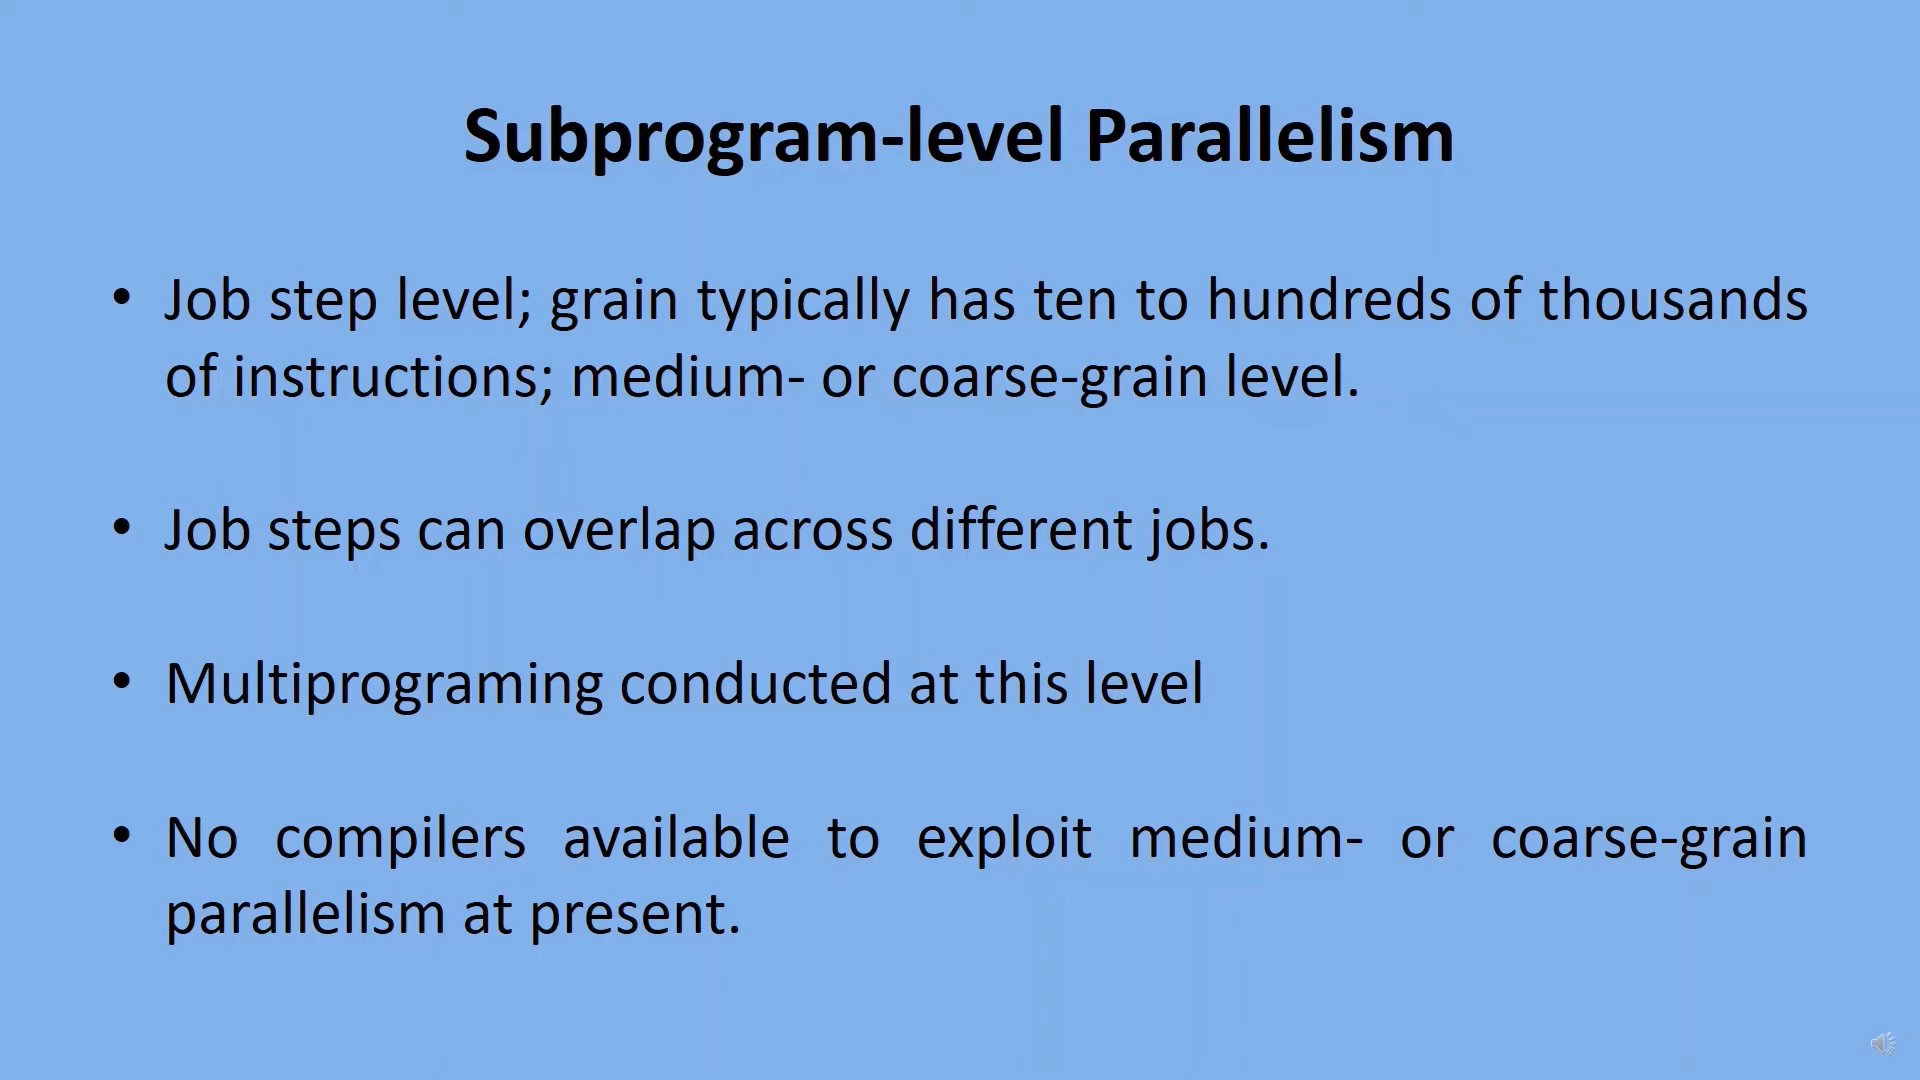 Subprogram-level Parallelism
• Job step level; grain typically has ten to hundreds of thousands
of instructions; medium- or coarse-grain level.
• Job steps can overlap across different jobs.
• Multiprograming conducted at this level
• No compilers available to exploit medium- or coarse-grain
parallelism at present.